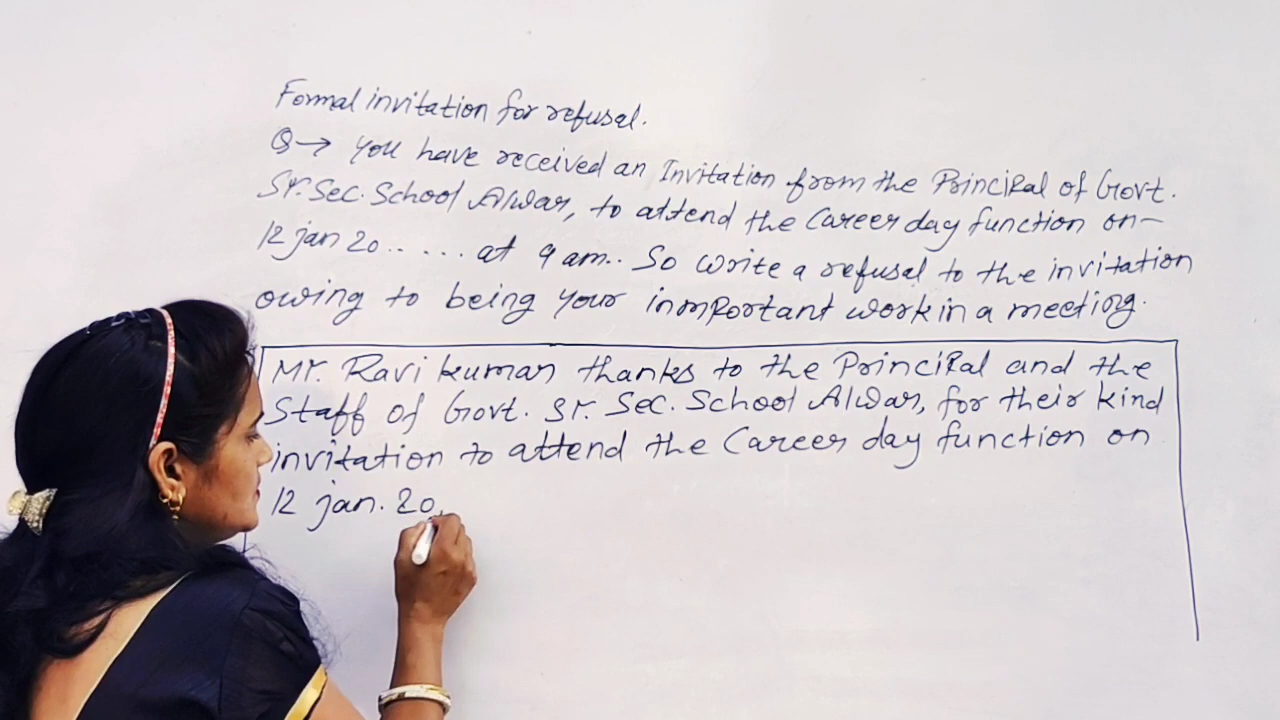 Formal invitation for refusal.
Q→ You have received an Invitation from the Principal of Govt.
Sr. Sec. School Alwar, to attend the Career day function on-
12 jan 20..... at 9 am.. So write a refusal to the invitation
owing to being your inmportant work in a meeting.
Mr. Ravi kumar thanks to the Principal and the
Staff of Govt. Sr. Sec. School Alwar, for their kind
invitation to attend the Career day function on
12 jan. 20.